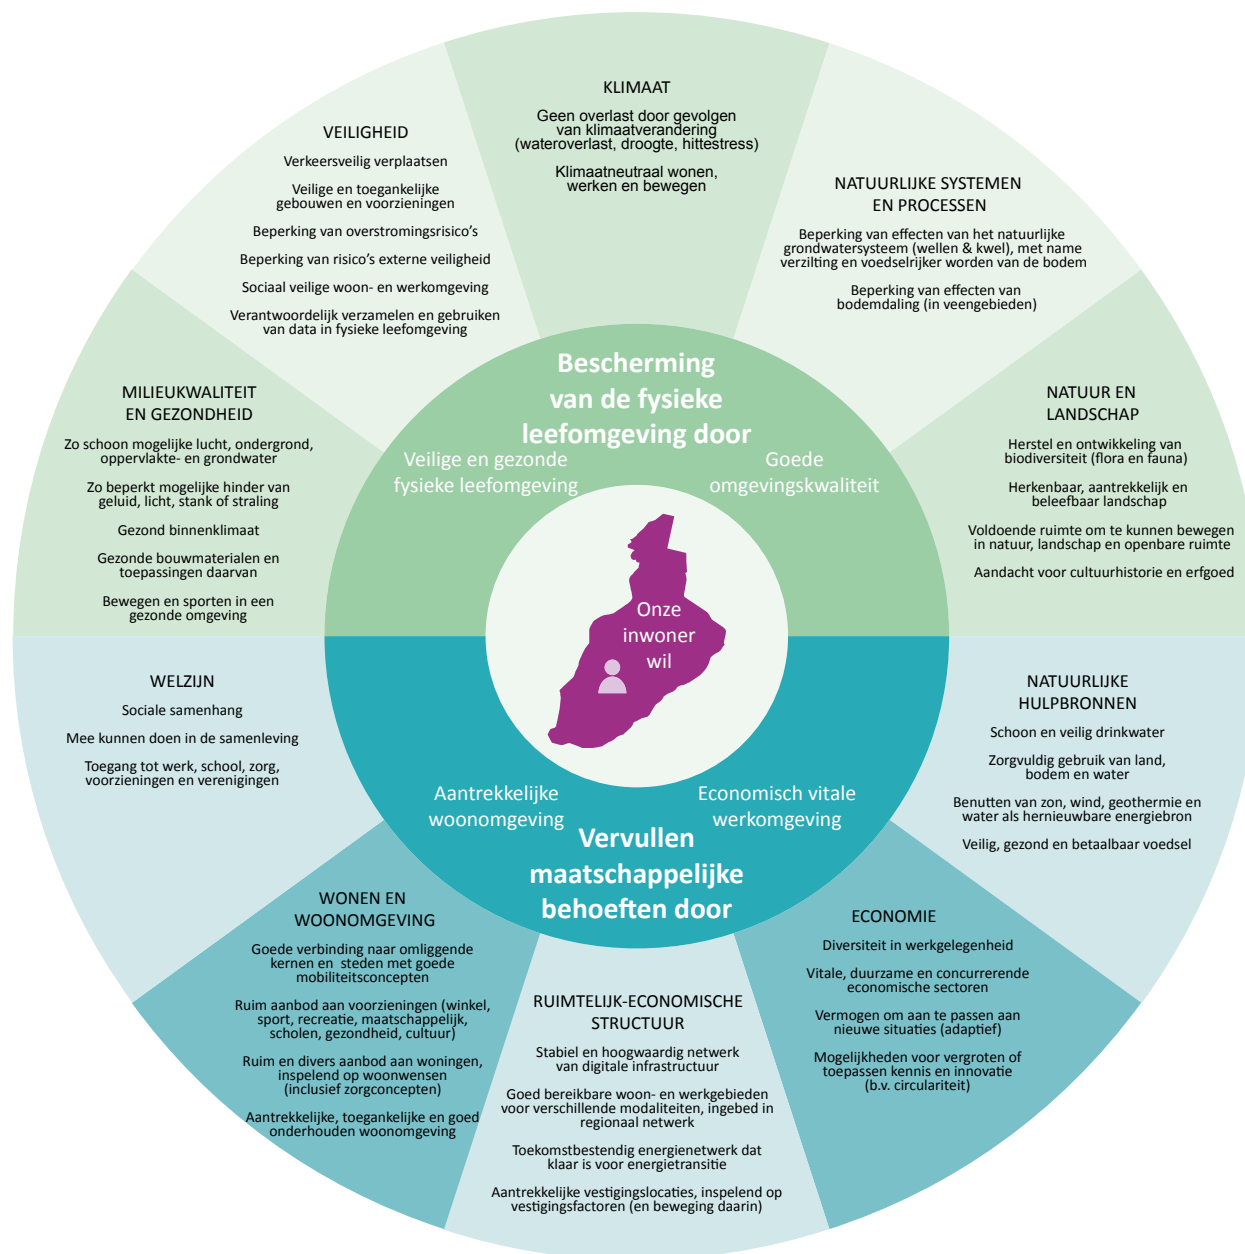 KLIMAAT
Geen overlast door gevolgen
van klimaatverandering
(wateroverlast, droogte, hittestress)
Klimaatneutraal wonen,
werken en bewegen
VEILIGHEID
Verkeersveilig verplaatsen
Veilige en toegankelijke
gebouwen en voorzieningen
Beperking van overstromingsrisico's
Beperking van risico's externe veiligheid
Sociaal veilige woon- en werkomgeving
Verantwoordelijk verzamelen en gebruiken
van data in fysieke leefomgeving
NATUURLIJKE SYSTEMEN
EN PROCESSEN
Beperking van effecten van het natuurlijke
grondwatersysteem (wellen & kwel), met name
verzilting en voedselrijker worden van de bodem
Beperking van effecten van
bodemdaling (in veengebieden)
MILIEUKWALITEIT
EN GEZONDHEID
Zo schoon mogelijke lucht, ondergrond,
oppervlakte- en grondwater
Zo beperkt mogelijke hinder van
geluid, licht, stank of straling
Gezond binnenklimaat
Gezonde bouwmaterialen en
toepassingen daarvan
Bewegen en sporten in een
gezonde omgeving
NATUUR EN
LANDSCHAP
Herstel en ontwikkeling van
biodiversiteit (flora en fauna)
Herkenbaar, aantrekkelijk en
beleefbaar landschap
Voldoende ruimte om te kunnen bewegen
in natuur, landschap en openbare ruimte
Aandacht voor cultuurhistorie en erfgoed
Bescherming
van de fysieke
leefomgeving door
Veilige en gezonde
fysieke leefomgeving
Goede
omgevingskwaliteit
Onze
inwoner
wil
Aantrekkelijke
woonomgeving
Economisch vitale
werkomgeving
Vervullen
maatschappelijke
behoeften door
WELZIJN
Sociale samenhang
Mee kunnen doen in de samenleving
Toegang tot werk, school, zorg,
voorzieningen en verenigingen
NATUURLIJKE
HULPBRONNEN
Schoon en veilig drinkwater
Zorgvuldig gebruik van land,
bodem en water
Benutten van zon, wind, geothermie en
water als hernieuwbare energiebron
Veilig, gezond en betaalbaar voedsel
WONEN EN
WOONOMGEVING
Goede verbinding naar omliggende
kernen en steden met goede
mobiliteitsconcepten
Ruim aanbod aan voorzieningen (winkel,
sport, recreatie, maatschappelijk,
scholen, gezondheid, cultuur)
Ruim en divers aanbod aan woningen,
inspelend op woonwensen
(inclusief zorgconcepten)
Aantrekkelijke, toegankelijke en goed
onderhouden woonomgeving
RUIMTELIJK-ECONOMISCHE
STRUCTUUR
Stabiel en hoogwaardig netwerk
van digitale infrastructuur
Goed bereikbare woon- en werkgebieden
voor verschillende modaliteiten, ingebed in
regionaal netwerk
Toekomstbestendig energienetwerk dat
klaar is voor energietransitie
Aantrekkelijke vestigingslocaties, inspelend op
vestigingsfactoren (en beweging daarin)
ECONOMIE
Diversiteit in werkgelegenheid
Vitale, duurzame en concurrerende
economische sectoren
Vermogen om aan te passen aan
nieuwe situaties (adaptief)
Mogelijkheden voor vergroten of
toepassen kennis en innovatie
(b.v. circulariteit)